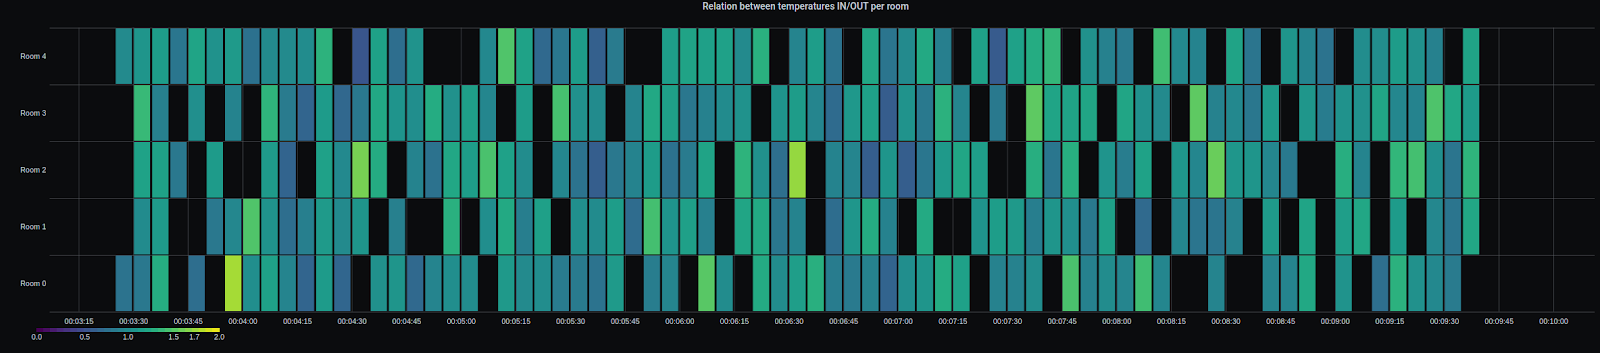 Relation between temperatures IN/OUT per room
Room 4
Room 3
Room 2
Room 1
Room 0
00:03:15 00:03:30 00:03:45 00:04:00 00:04:15 00:04:30 00:04:45 00:05:00 00:05:15 00:05:30 00:05:45 00:06:00 00:06:15 00:06:30 00:06:45 00:07:00 00:07:15 00:07:30 00:07:45 00:08:00 00:08:15 00:08:30 00:08:45 00:09:00 00:09:15 00:09:30 00:09:45 00:10:00
0.0 0.5 1.0 1.5 1.7 2.0